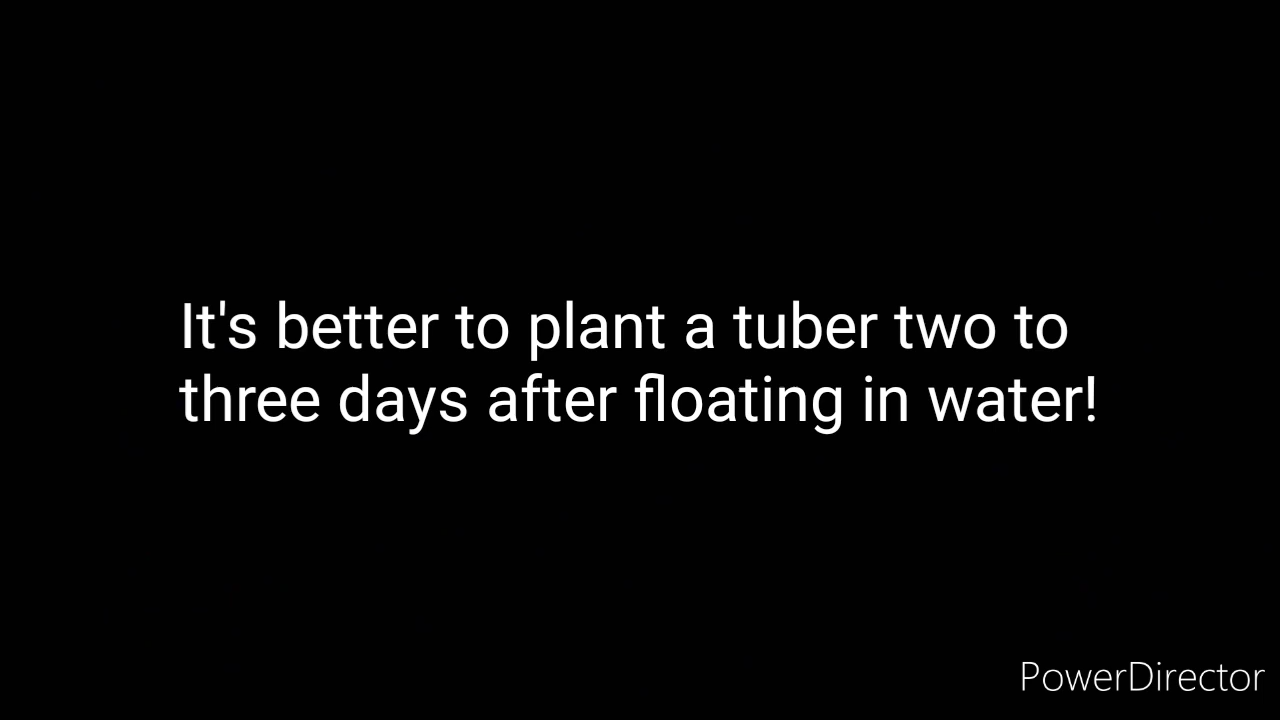 It's better to plant a tuber two to
three days after floating in water!
PowerDirector